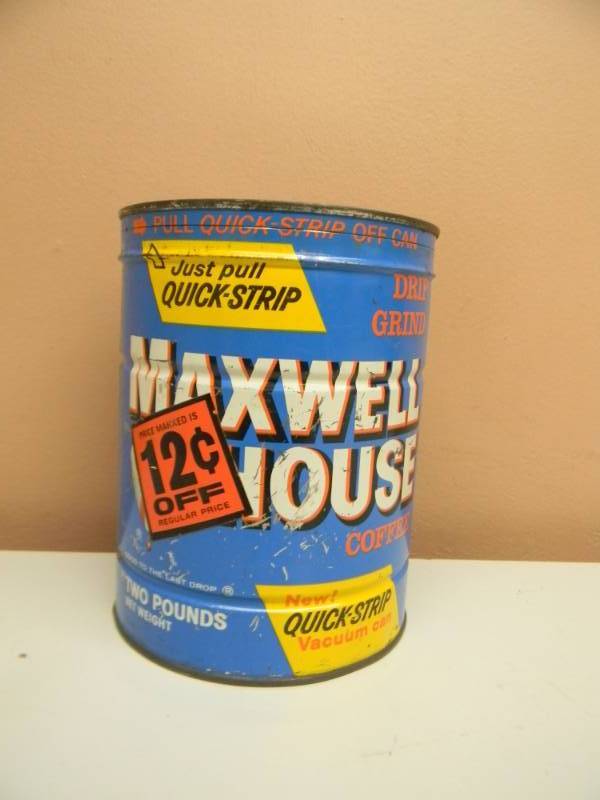 PULL QUICK-STRIP OFF CAN
Just pull
QUICK-STRIP
DRIP
GRIND
MAXWELL
HOUSE
PRICE MARKED IS
12¢
OFF
REGULAR PRICE
COFFEE
GOOD TO THE LAST DROP ®
TWO POUNDS
NET WEIGHT
New!
QUICK-STRIP
Vacuum can